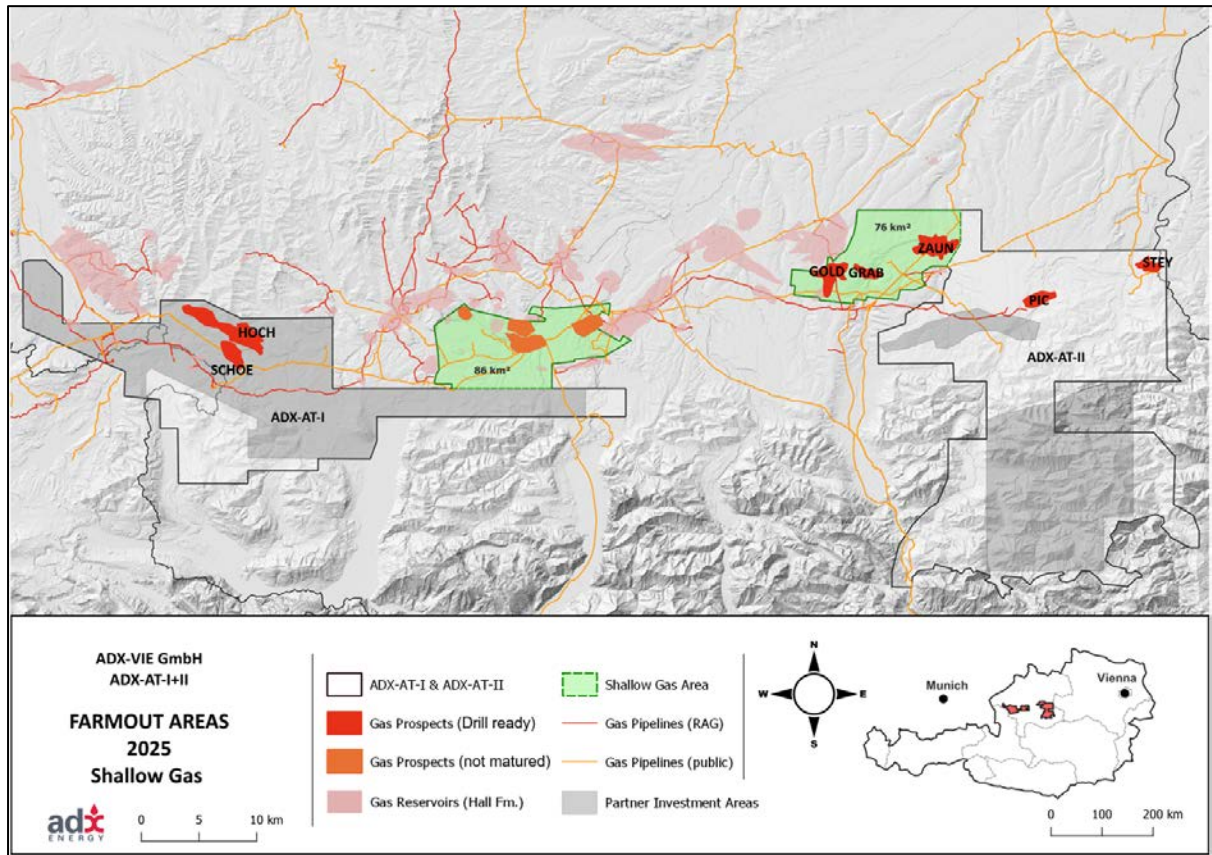 76 km²
ZAUN
GOLD GRAB
STEY
PIC
HOCH
SCHOE
86 km²
ADX-AT-II
ADX-AT-I
ADX-VIE GmbH
ADX-AT-I+II
FARMOUT AREAS
2025
Shallow Gas
adx
ENERGY
0 5 10 km
ADX-AT-I & ADX-AT-II
Gas Prospects (Drill ready)
Gas Prospects (not matured)
Gas Reservoirs (Hall Fm.)
Shallow Gas Area
Gas Pipelines (RAG)
Gas Pipelines (public)
Partner Investment Areas
N
W E
S
Munich
Vienna
0 100 200 km